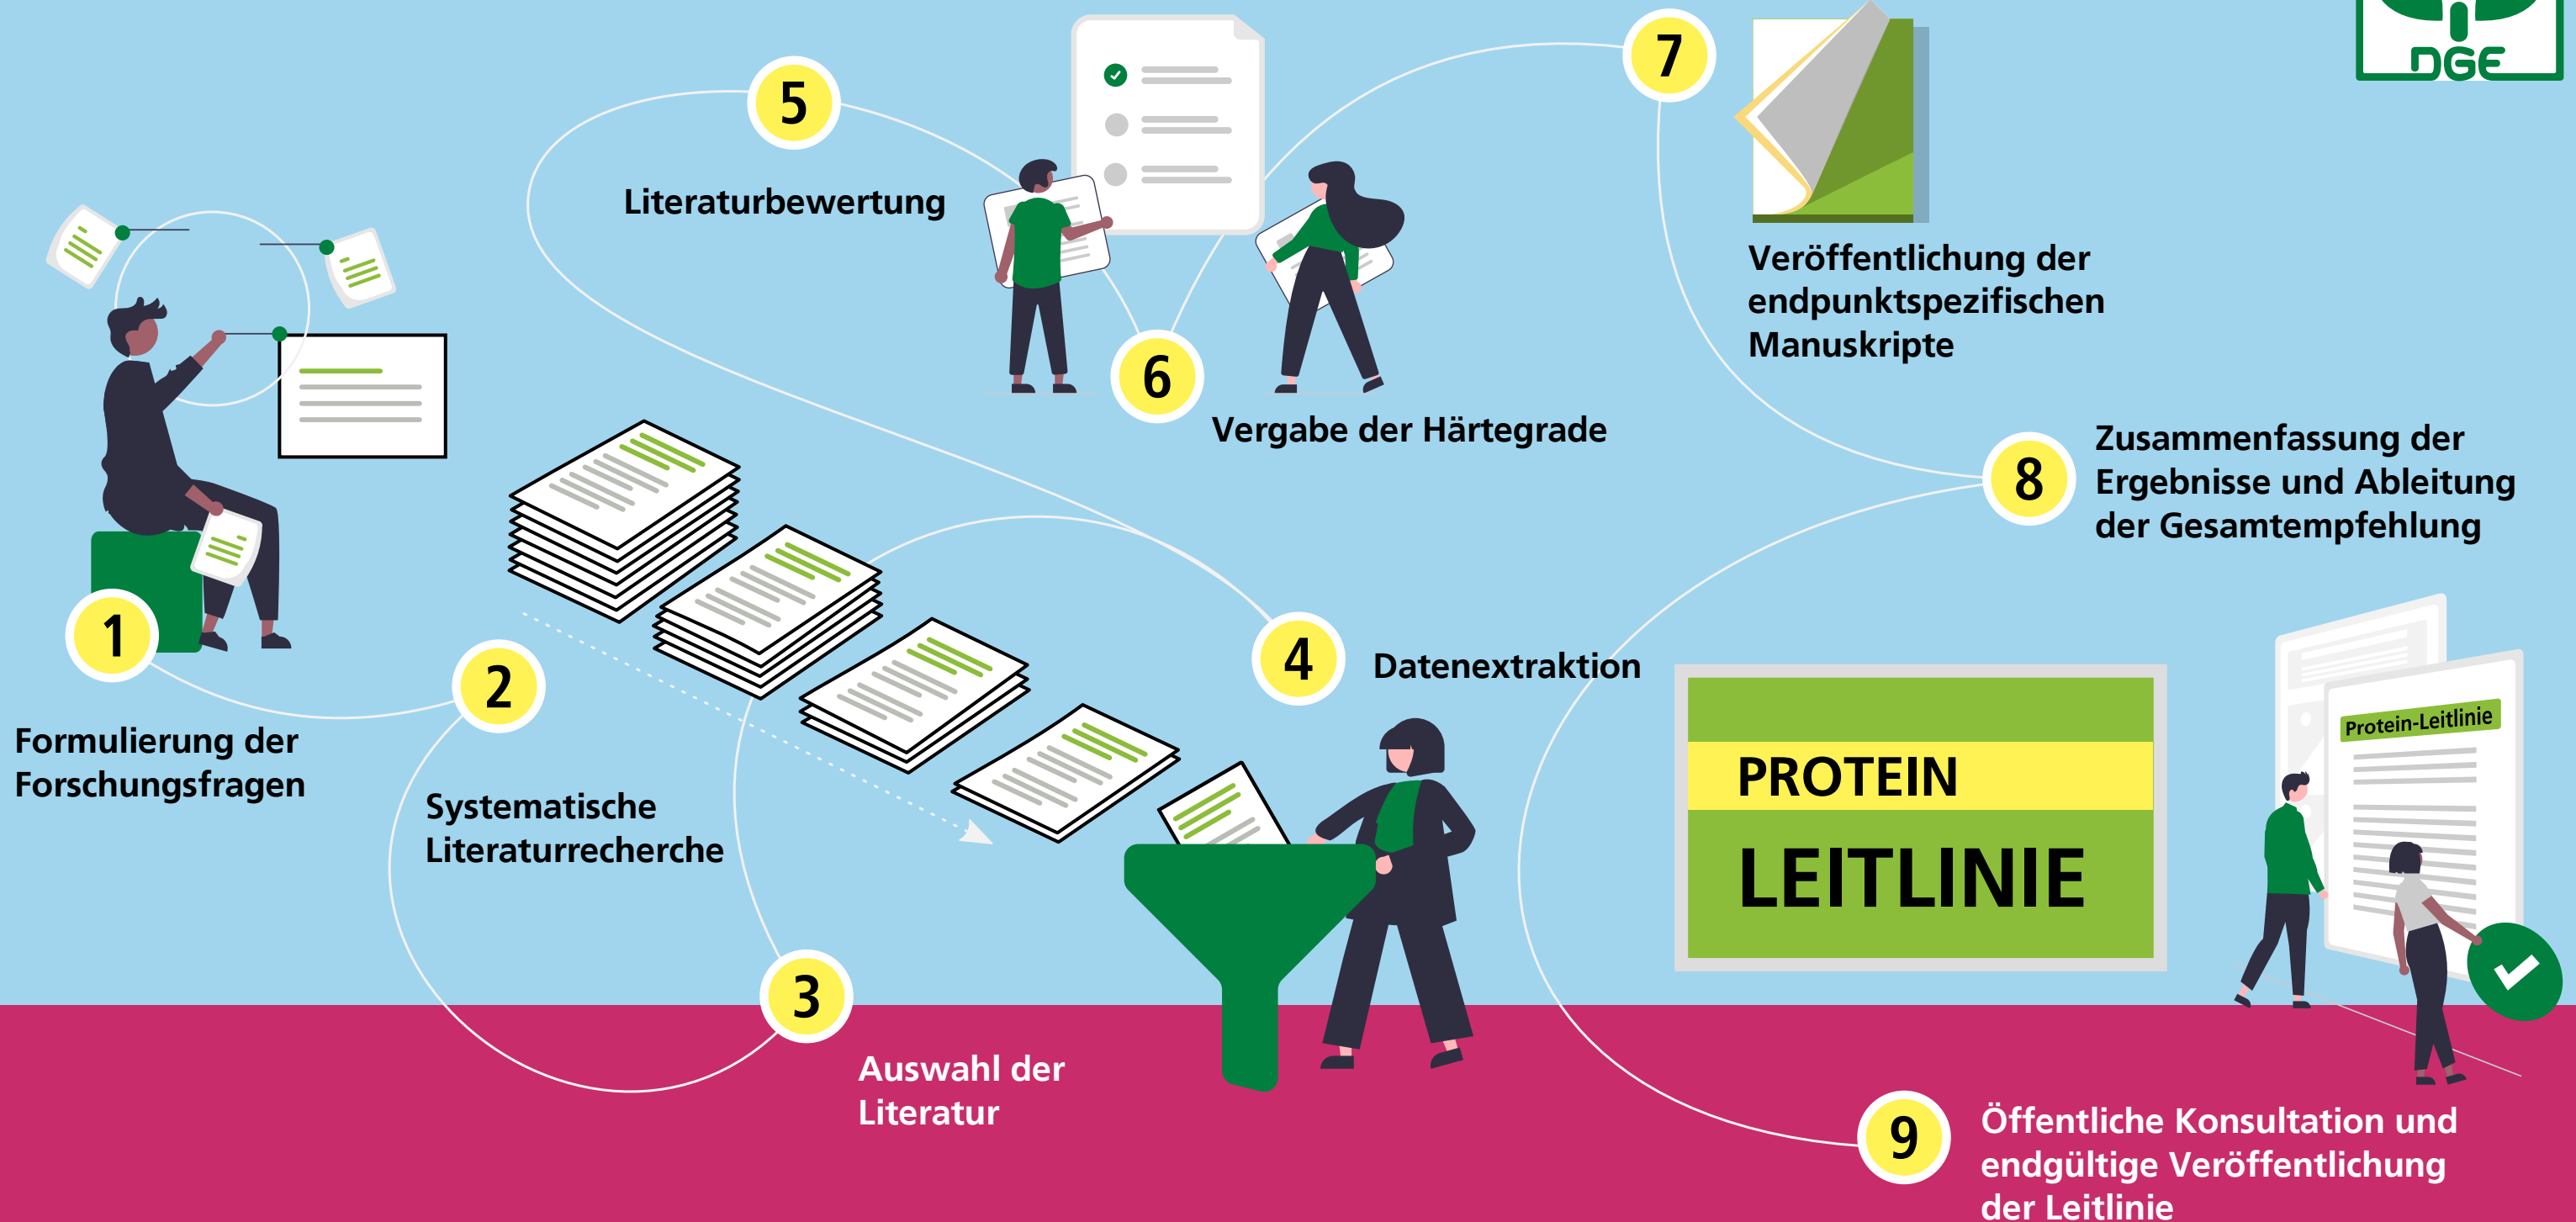 1
Formulierung der
Forschungsfragen
2
Systematische
Literaturrecherche
3
Auswahl der
Literatur
4
Datenextraktion
5
Literaturbewertung
6
Vergabe der Härtegrade
7
Veröffentlichung der
endpunktspezifischen
Manuskripte
8
Zusammenfassung der
Ergebnisse und Ableitung
der Gesamtempfehlung
9
Öffentliche Konsultation und
endgültige Veröffentlichung
der Leitlinie
PROTEIN
LEITLINIE
Protein-Leitlinie
DGE